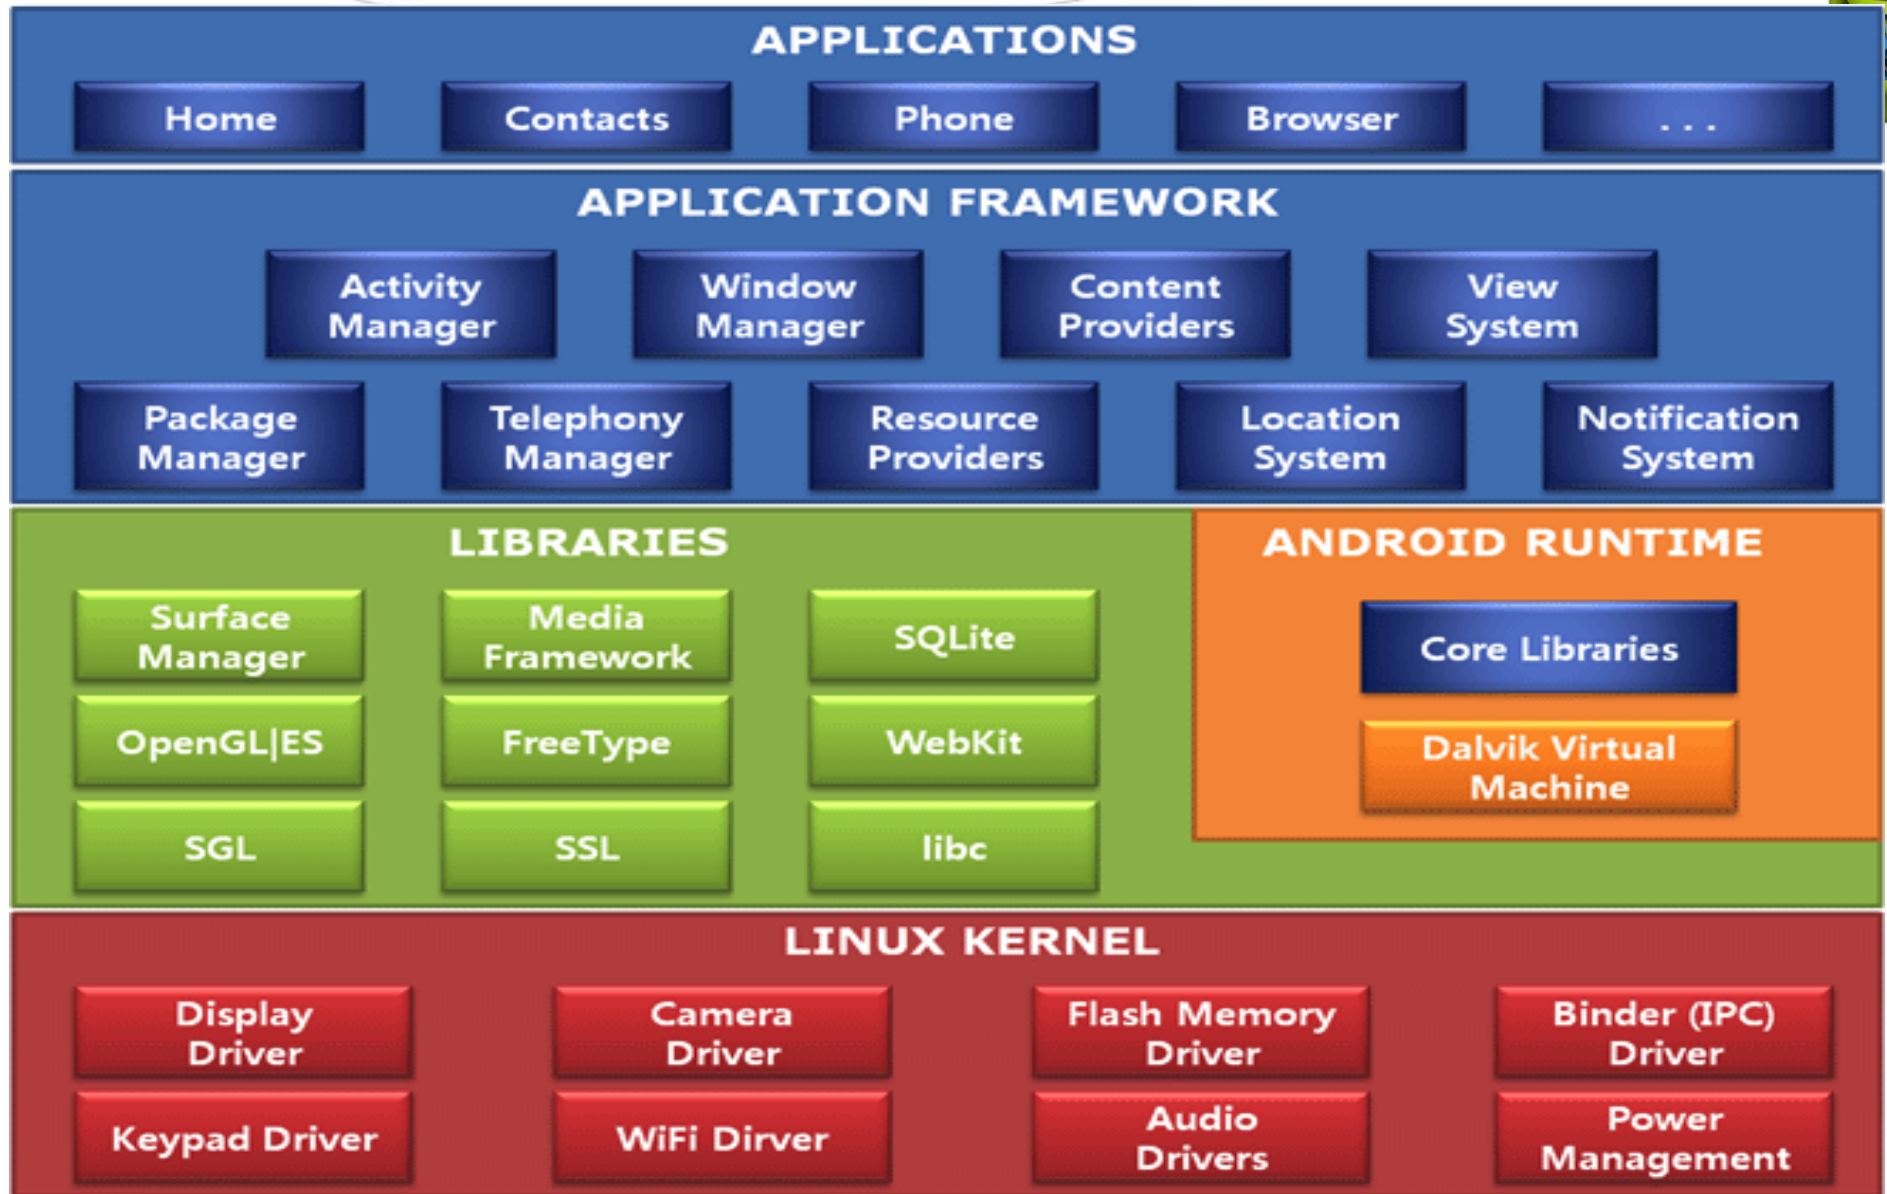 APPLICATIONS
Home
Contacts
Phone
Browser
. . .
APPLICATION FRAMEWORK
Activity
Manager
Window
Manager
Content
Providers
View
System
Package
Manager
Telephony
Manager
Resource
Providers
Location
System
Notification
System
LIBRARIES
Surface
Manager
Media
Framework
SQLite
OpenGL|ES
FreeType
WebKit
SGL
SSL
libc
ANDROID RUNTIME
Core Libraries
Dalvik Virtual
Machine
LINUX KERNEL
Display
Driver
Camera
Driver
Flash Memory
Driver
Binder (IPC)
Driver
Keypad Driver
WiFi Dirver
Audio
Drivers
Power
Management